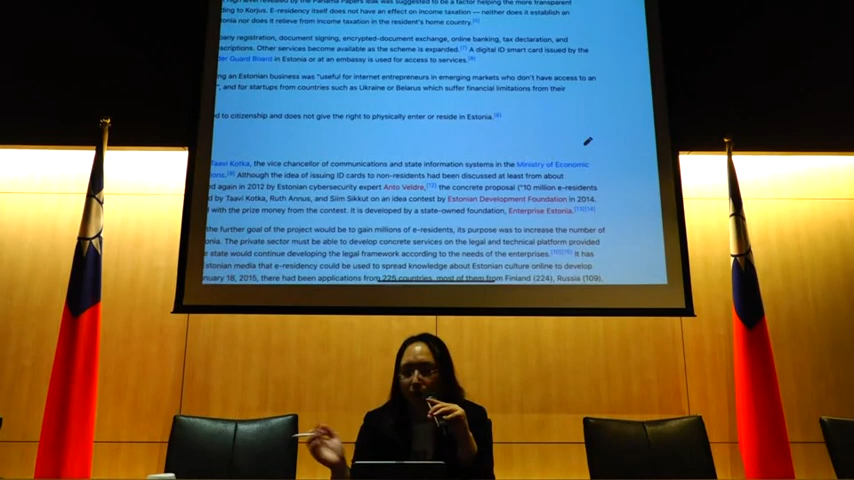 high level revealed by the Panama Papers leak was suggested to be a factor helping the more transparent
ding to Korjus. E-residency itself does not have an effect on income taxation — neither does it establish an
onia nor does it relieve from income taxation in the resident's home country.
any registration, document signing, encrypted-document exchange, online banking, tax declaration, and
scriptions. Other services become available as the scheme is expanded.[7] A digital ID smart card issued by the
der Guard Board in Estonia or at an embassy is used for access to services.
ng an Estonian business was "useful for internet entrepreneurs in emerging markets who don't have access to an
", and for startups from countries such as Ukraine or Belarus which suffer financial limitations from their
d to citizenship and does not give the right to physically enter or reside in Estonia.
Taavi Kotka, the vice chancellor of communications and state information systems in the Ministry of Economic
ions.[9] Although the idea of issuing ID cards to non-residents had been discussed at least from about
d again in 2012 by Estonian cybersecurity expert Anto Veldre,[12] the concrete proposal ("10 million e-residents
d by Taavi Kotka, Ruth Annus, and Siim Sikkut on an idea contest by Estonian Development Foundation in 2014.
with the prize money from the contest. It is developed by a state-owned foundation, Enterprise Estonia.[13][14]
the further goal of the project would be to gain millions of e-residents, its purpose was to increase the number of
onia. The private sector must be able to develop concrete services on the legal and technical platform provided
e state would continue developing the legal framework according to the needs of the enterprises. It has
stonian media that e-residency could be used to spread knowledge about Estonian culture online to develop
nuary 18, 2015, there had been applications from 225 countries, most of them from Finland (224), Russia (109),